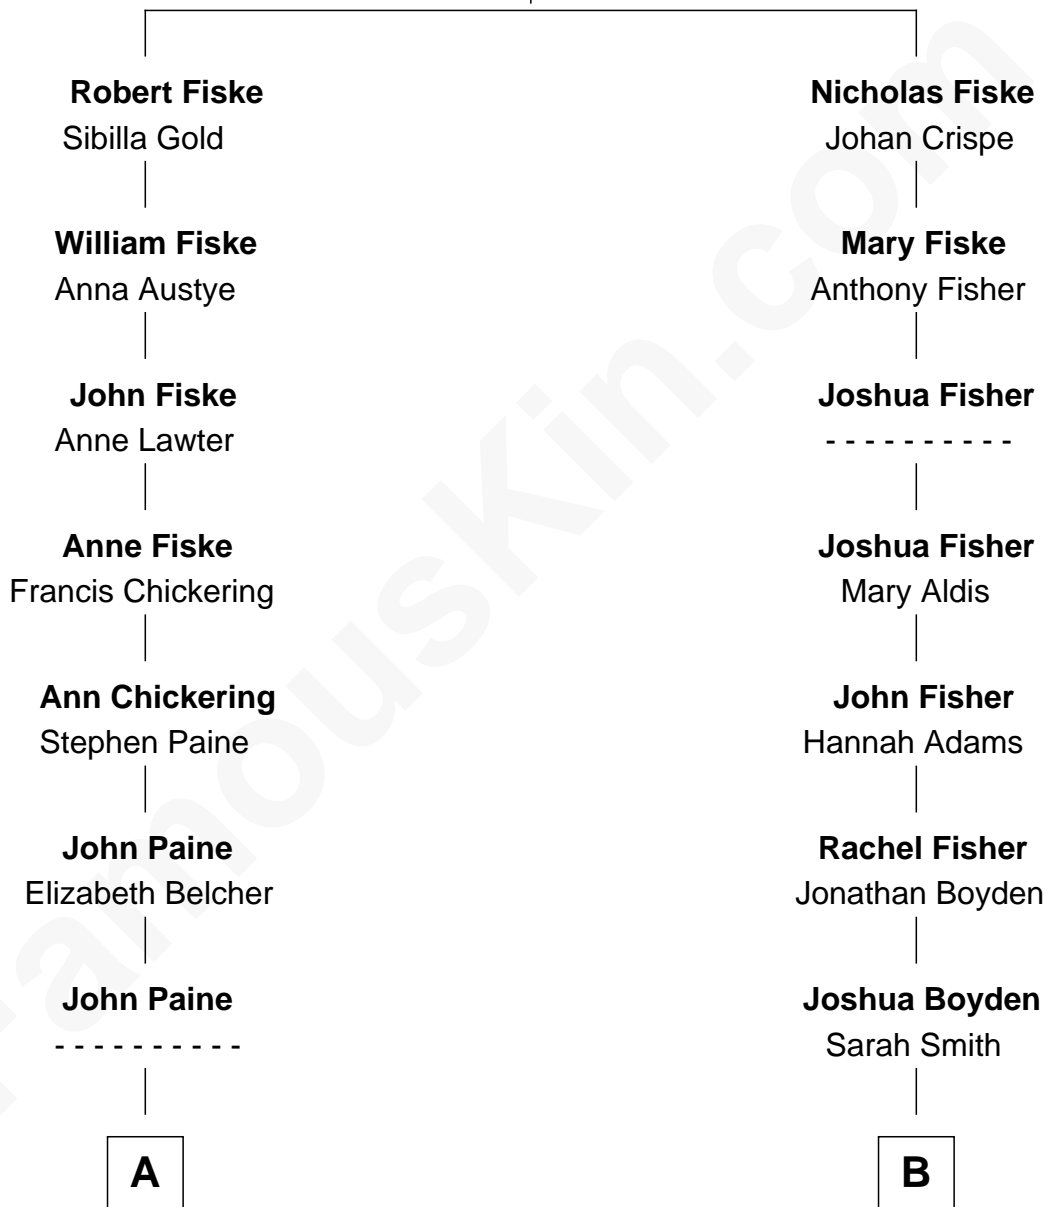 Robert Fiske
Sibilla Gold
William Fiske
Anna Austye
John Fiske
Anne Lawter
Anne Fiske
Francis Chickering
Ann Chickering
Stephen Paine
John Paine
Elizabeth Belcher
John Paine
- - - - - - - - - -
A
Nicholas Fiske
Johan Crispe
Mary Fiske
Anthony Fisher
Joshua Fisher
- - - - - - - - - -
Joshua Fisher
Mary Aldis
John Fisher
Hannah Adams
Rachel Fisher
Jonathan Boyden
Joshua Boyden
Sarah Smith
B
FamousKin.com